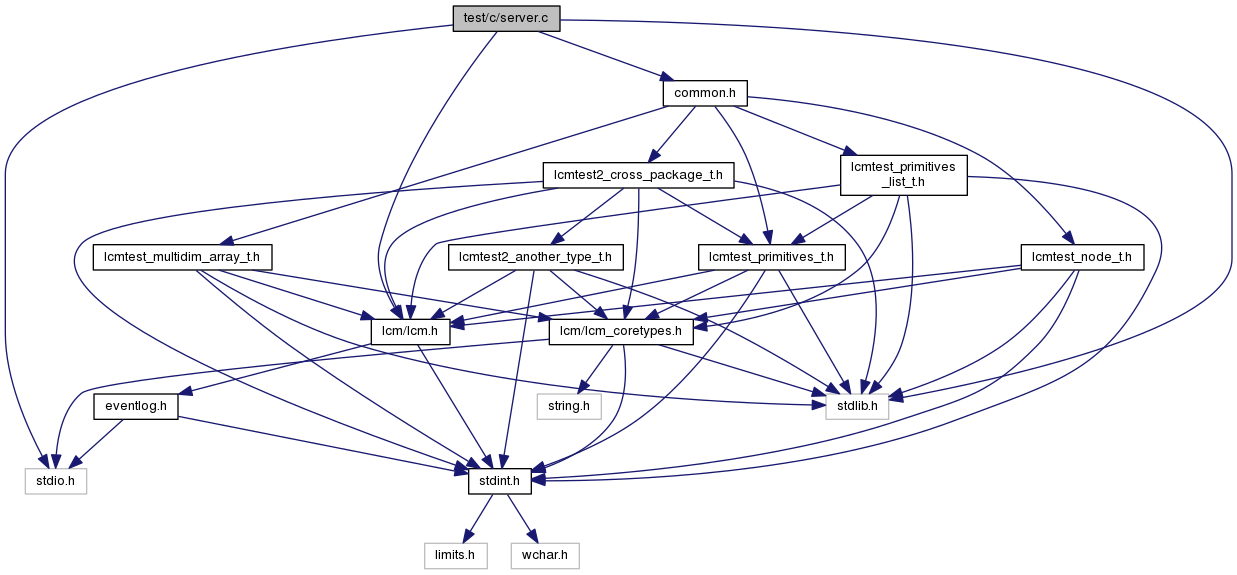 test/c/server.c
common.h
lcmtest2_cross_package_t.h
lcmtest_primitives
_list_t.h
lcmtest_multidim_array_t.h
lcmtest2_another_type_t.h
lcmtest_primitives_t.h
lcmtest_node_t.h
lcm/lcm.h
lcm/lcm_coretypes.h
eventlog.h
string.h
stdlib.h
stdio.h
stdint.h
limits.h
wchar.h